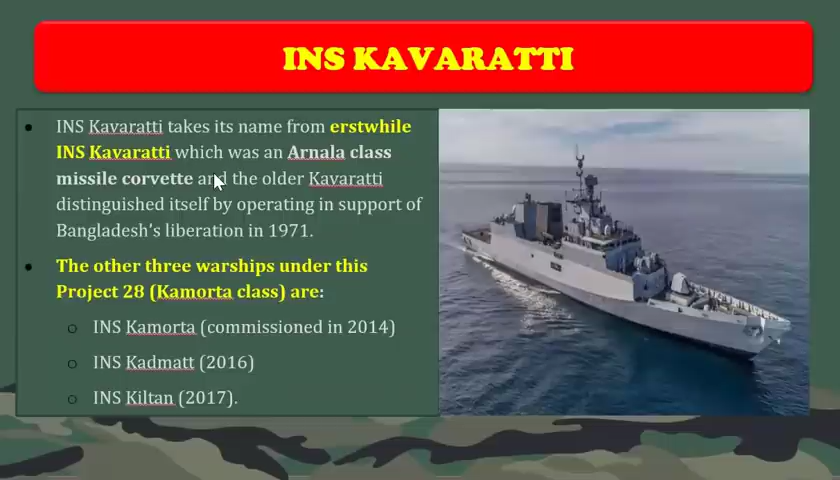 INS KAVARATTI
INS Kavaratti takes its name from erstwhile
INS Kavaratti which was an Arnala class
missile corvette and the older Kavaratti
distinguished itself by operating in support of
Bangladesh's liberation in 1971.
The other three warships under this
Project 28 (Kamorta class) are:
INS Kamorta (commissioned in 2014)
INS Kadmatt (2016)
INS Kiltan (2017).